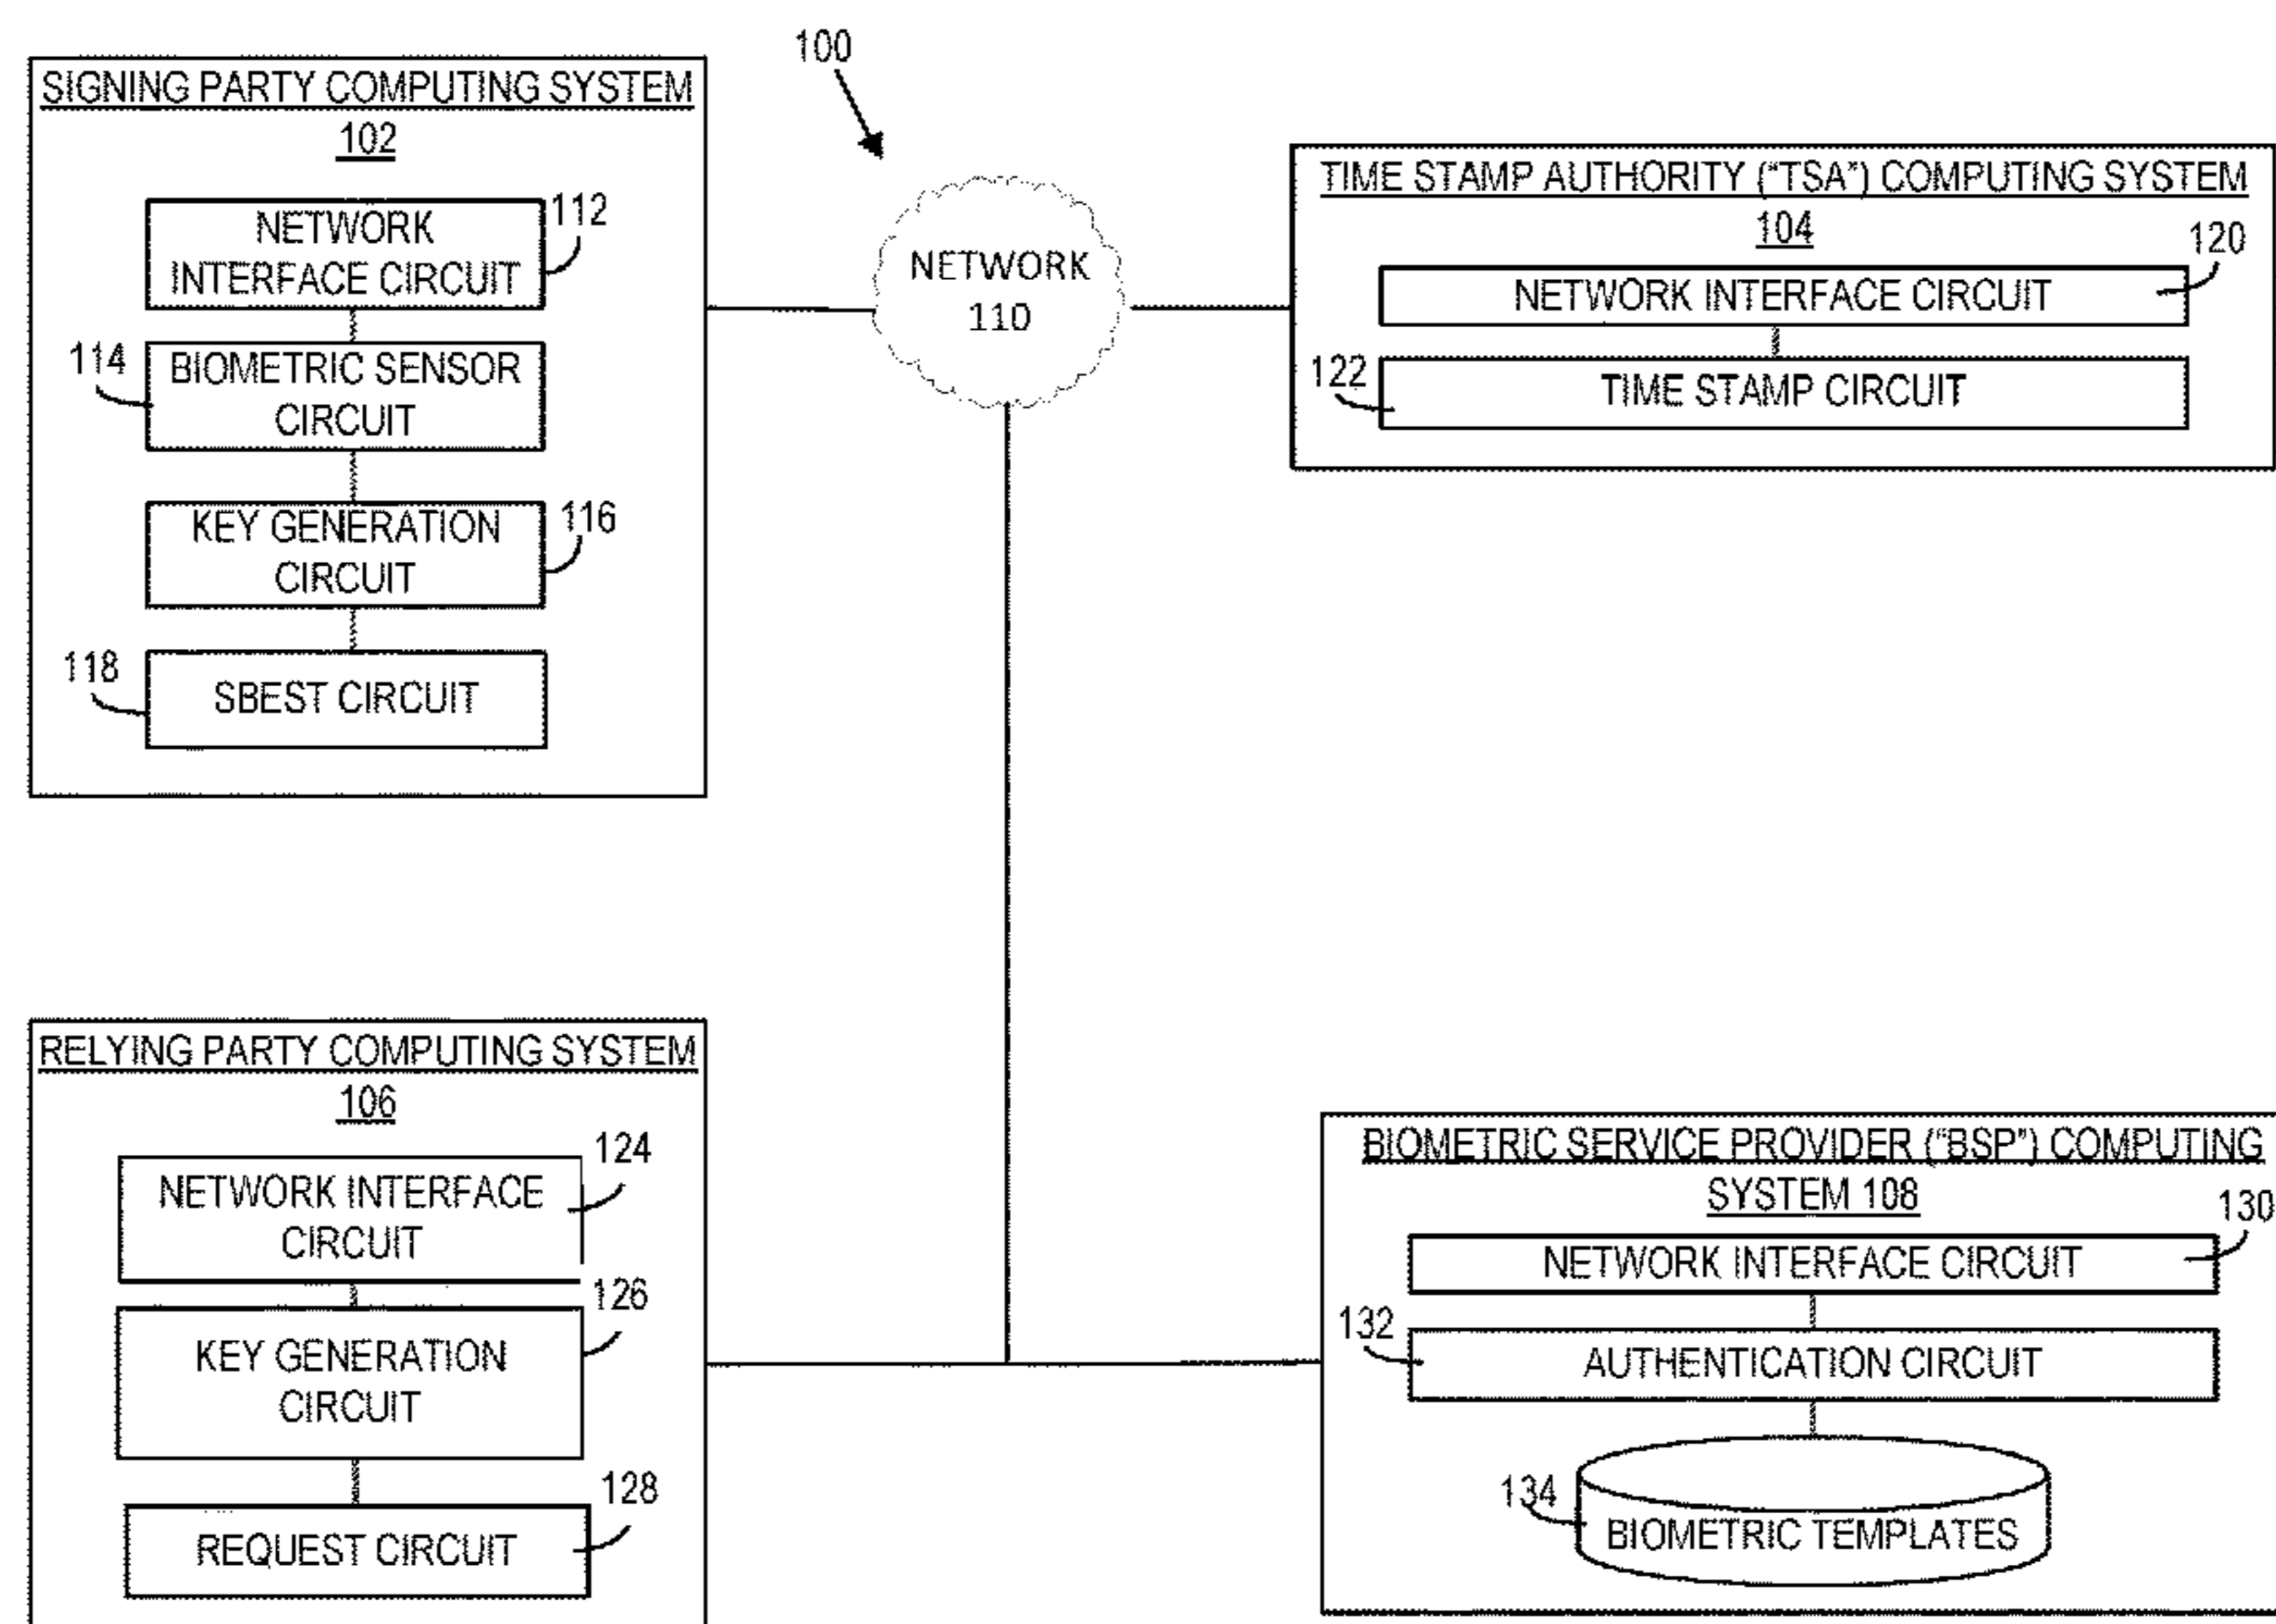 100
SIGNING PARTY COMPUTING SYSTEM
102
NETWORK
INTERFACE CIRCUIT
112
114
BIOMETRIC SENSOR
CIRCUIT
KEY GENERATION
CIRCUIT
116
118
SBEST CIRCUIT
NETWORK
110
TIME STAMP AUTHORITY ("TSA") COMPUTING SYSTEM
104
120
NETWORK INTERFACE CIRCUIT
122
TIME STAMP CIRCUIT
RELYING PARTY COMPUTING SYSTEM
106
124
NETWORK INTERFACE
CIRCUIT
126
KEY GENERATION
CIRCUIT
128
REQUEST CIRCUIT
BIOMETRIC SERVICE PROVIDER ("BSP") COMPUTING
SYSTEM 108
130
NETWORK INTERFACE CIRCUIT
132
AUTHENTICATION CIRCUIT
134
BIOMETRIC TEMPLATES